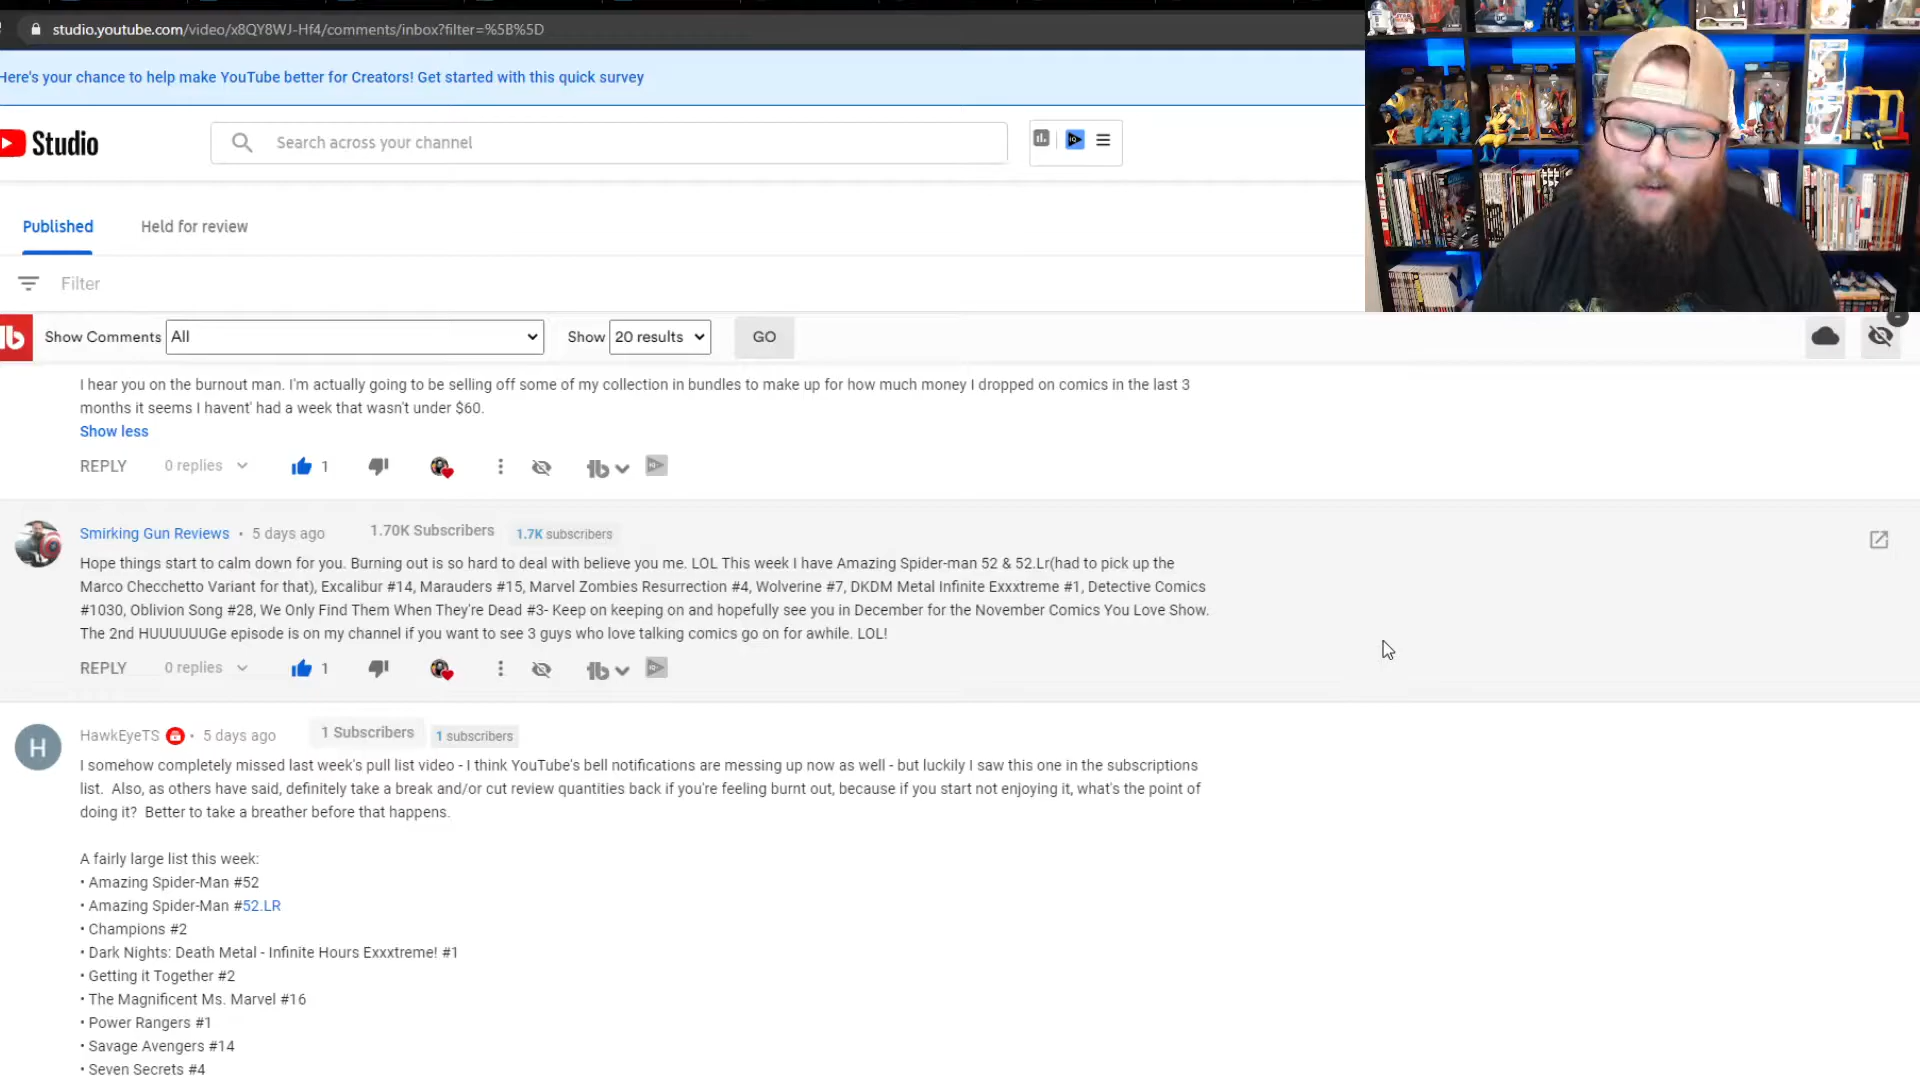 studio.youtube.com/video/x8QY8WJ-Hf4/comments/inbox?filter=%5B%5D
Here's your chance to help make YouTube better for Creators! Get started with this quick survey
Studio
Search across your channel
Published Held for review
Filter
Show Comments All Show 20 results GO
I hear you on the burnout man. I'm actually going to be selling off some of my collection in bundles to make up for how much money I dropped on comics in the last 3
months it seems I havent' had a week that wasn't under $60.
Show less
REPLY 0 replies 1
Smirking Gun Reviews • 5 days ago 1.70K Subscribers 1.7K subscribers
Hope things start to calm down for you. Burning out is so hard to deal with believe you me. LOL This week I have Amazing Spider-man 52 & 52.Lr(had to pick up the
Marco Checchetto Variant for that), Excalibur #14, Marauders #15, Marvel Zombies Resurrection #4, Wolverine #7, DKDM Metal Infinite Exxxtreme #1, Detective Comics
#1030, Oblivion Song #28, We Only Find Them When They're Dead #3- Keep on keeping on and hopefully see you in December for the November Comics You Love Show.
The 2nd HUUUUUUGe episode is on my channel if you want to see 3 guys who love talking comics go on for awhile. LOL!
REPLY 0 replies 1
H
HawkEyeTS • 5 days ago 1 Subscribers 1 subscribers
I somehow completely missed last week's pull list video - I think YouTube's bell notifications are messing up now as well - but luckily I saw this one in the subscriptions
list. Also, as others have said, definitely take a break and/or cut review quantities back if you're feeling burnt out, because if you start not enjoying it, what's the point of
doing it? Better to take a breather before that happens.
A fairly large list this week:
• Amazing Spider-Man #52
• Amazing Spider-Man #52.LR
• Champions #2
• Dark Nights: Death Metal - Infinite Hours Exxxtreme! #1
• Getting it Together #2
• The Magnificent Ms. Marvel #16
• Power Rangers #1
• Savage Avengers #14
• Seven Secrets #4